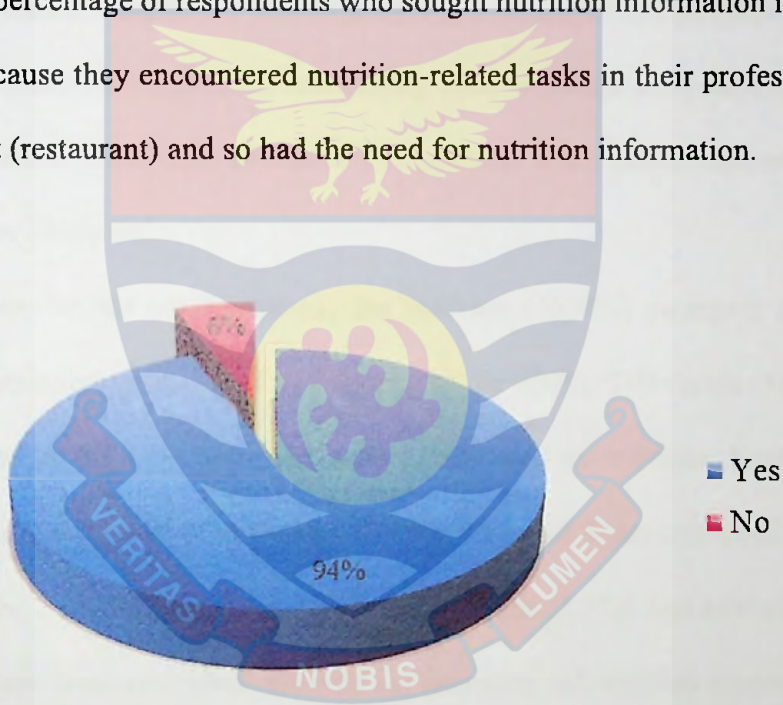 percentage of respondents who sought nutrition information
cause they encountered nutrition-related tasks in their profes
(restaurant) and so had the need for nutrition information.
6%
Yes
No
94%
VERITAS
LUMEN
NOBIS